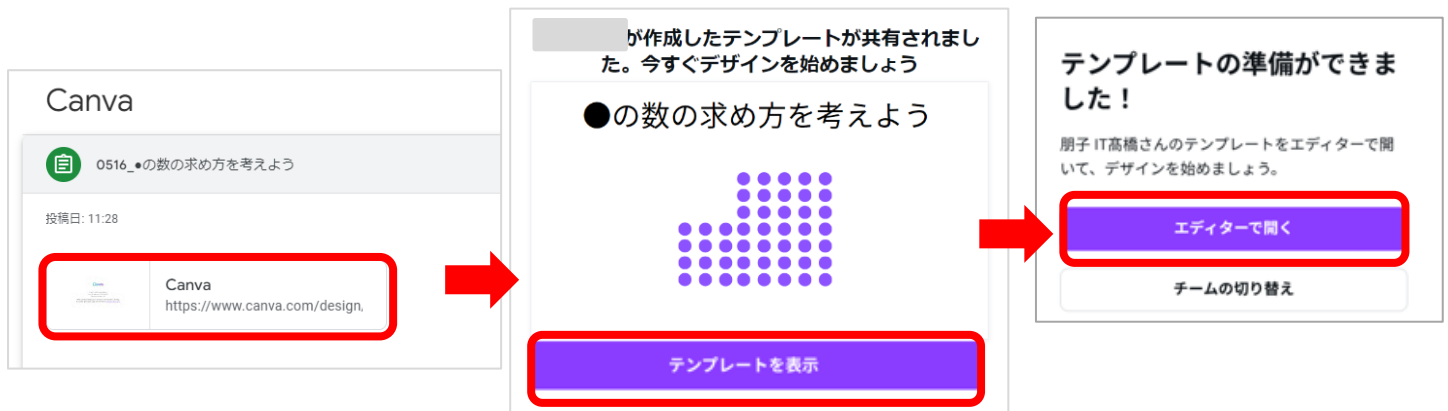 Canva
0516_●の数の求め方を考えよう
投稿日: 11:28
Canva
https://www.canva.com/design,
が作成したテンプレートが共有されまし
た。今すぐデザインを始めましょう
●の数の求め方を考えよう
テンプレートを表示
テンプレートの準備ができま
した！
朋子 IT髙橋さんのテンプレートをエディターで開
いて、デザインを始めましょう。
エディターで開く
チームの切り替え